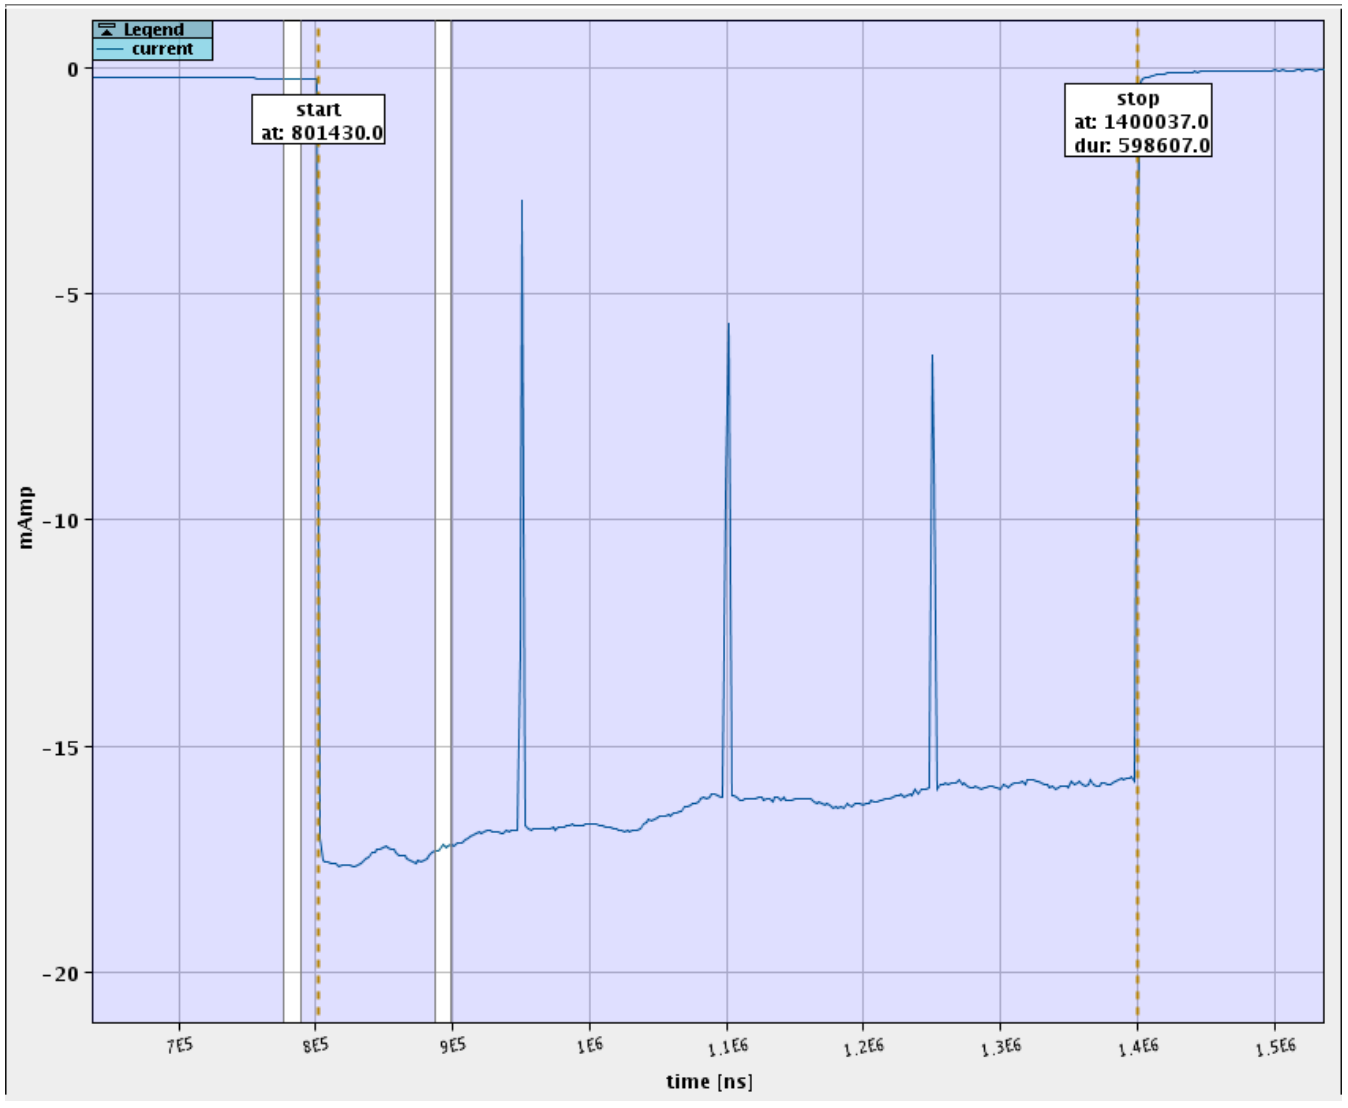 Legend
current
0
start
at: 801430.0
stop
at: 1400037.0
dur: 598607.0
-5
mAmp
-10
-15
-20
7E5 8E5 9E5 1E6 1.1E6 1.2E6 1.3E6 1.4E6 1.5E6
time [ns]